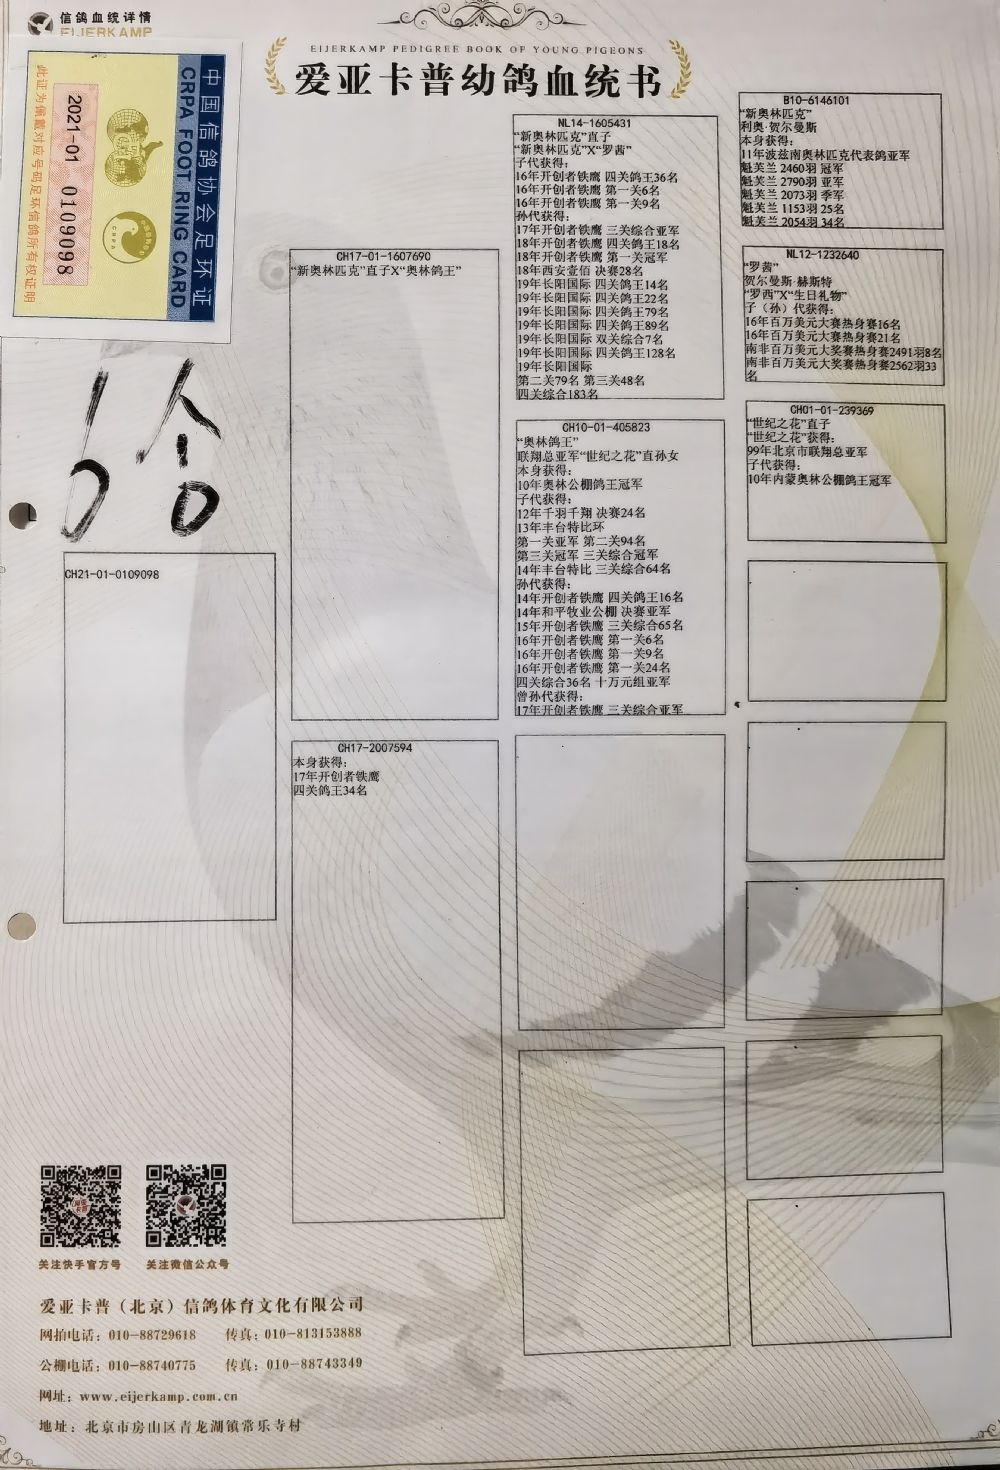 信鸽血统详情
EIJERKAMP
EIJERKAMP PEDIGREE BOOK OF YOUNG PIGEONS
爱亚卡普幼鸽血统书
中国信鸽协会足环证
CRPA FOOT RING CARD
CRPA
2021-01 0109098
此证为佩戴对应号码足环信鸽所有权证明
CH21-01-0109098
CH17-01-1607690
“新奥林匹克”直子X“奥林鸽王”
CH17-2007594
本身获得:
17年开创者铁鹰
四关鸽王34名
NL14-1605431
“新奥林匹克”直子
“新奥林匹克”X“罗茜”
子代获得:
16年开创者铁鹰 四关鸽王36名
16年开创者铁鹰 第一关6名
16年开创者铁鹰 第一关9名
孙代获得:
17年开创者铁鹰 三关综合亚军
18年开创者铁鹰 四关鸽王18名
18年开创者铁鹰 第一关冠军
18年西安壹佰 决赛28名
19年长阳国际 四关鸽王14名
19年长阳国际 四关鸽王22名
19年长阳国际 四关鸽王79名
19年长阳国际 四关鸽王89名
19年长阳国际 双关综合7名
19年长阳国际 四关鸽王128名
19年长阳国际
第二关79名 第三关48名
四关综合183名
CH10-01-405823
“奥林鸽王”
联翔总亚军“世纪之花”直孙女
本身获得:
10年奥林公棚鸽王冠军
子代获得:
12年千羽千翔 决赛24名
13年丰台特比环
第一关亚军 第二关94名
第三关冠军 三关综合冠军
14年丰台特比 三关综合64名
孙代获得:
14年开创者铁鹰 四关鸽王16名
14年和平牧业公棚 决赛亚军
15年开创者铁鹰 三关综合65名
16年开创者铁鹰 第一关6名
16年开创者铁鹰 第一关9名
16年开创者铁鹰 第一关24名
四关综合36名 十万元组亚军
曾孙代获得:
17年开创者铁鹰 三关综合亚军
B10-6146101
“新奥林匹克”
利奥·贺尔曼斯
本身获得:
11年波兹南奥林匹克代表鸽亚军
魁芙兰 2460羽 冠军
魁芙兰 2790羽 亚军
魁芙兰 2073羽 季军
魁芙兰 1153羽 25名
魁芙兰 2054羽 34名
NL12-1232640
“罗茜”
贺尔曼斯·赫斯特
“罗西”X“生日礼物”
子（孙）代获得:
16年百万美元大赛热身赛16名
16年百万美元大赛热身赛21名
南非百万美元大奖赛热身赛2491羽8名
南非百万美元大奖赛热身赛2562羽33
名
CH01-01-239369
“世纪之花”直子
“世纪之花”获得:
99年北京市联翔总亚军
子代获得:
10年内蒙奥林公棚鸽王冠军
关注快手官方号 关注微信公众号
爱亚卡普（北京）信鸽体育文化有限公司
网拍电话: 010-88729618 传真: 010-813153888
公棚电话: 010-88740775 传真: 010-88743349
网址: www.eijerkamp.com.cn
地址: 北京市房山区青龙湖镇常乐寺村